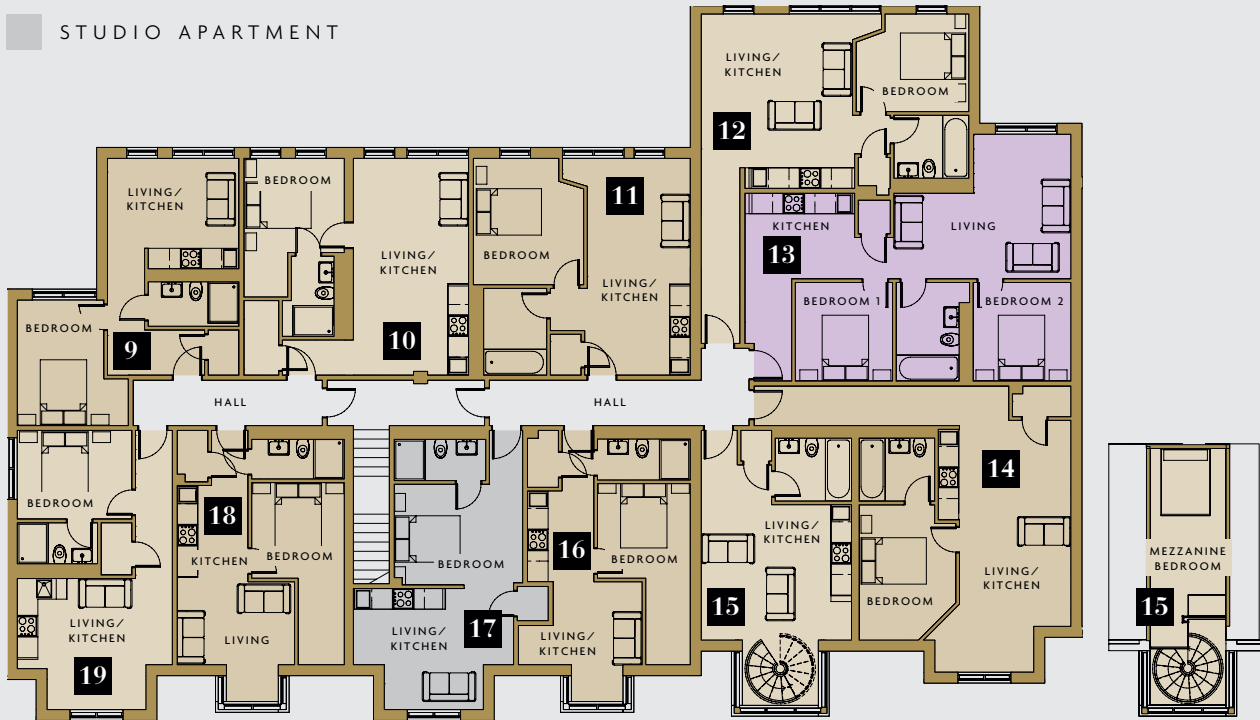 STUDIO APARTMENT
LIVING/
KITCHEN
BEDROOM
12
LIVING/
KITCHEN
BEDROOM
LIVING/
KITCHEN
10
BEDROOM
11
LIVING/
KITCHEN
KITCHEN
13
LIVING
BEDROOM 1
BEDROOM 2
BEDROOM
9
HALL
HALL
BEDROOM
18
KITCHEN
BEDROOM
LIVING
BEDROOM
17
LIVING/
KITCHEN
16
BEDROOM
LIVING/
KITCHEN
LIVING/
KITCHEN
15
14
BEDROOM
LIVING/
KITCHEN
MEZZANINE
BEDROOM
15
LIVING/
KITCHEN
19